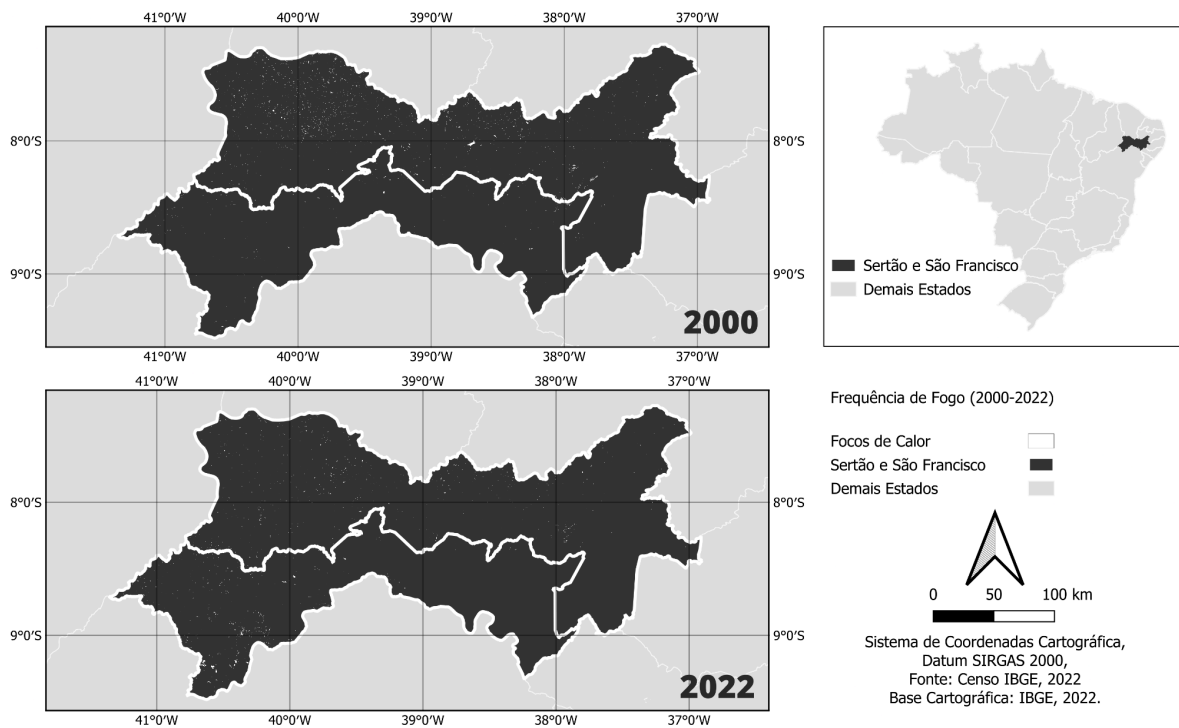 41°0′W 40°0′W 39°0′W 38°0′W 37°0′W
8°0′S 8°0′S
9°0′S 9°0′S
2000
41°0′W 40°0′W 39°0′W 38°0′W 37°0′W
41°0′W 40°0′W 39°0′W 38°0′W 37°0′W
8°0′S 8°0′S
9°0′S 9°0′S
2022
41°0′W 40°0′W 39°0′W 38°0′W 37°0′W
Sertão e São Francisco
Demais Estados
Frequência de Fogo (2000-2022)
Focos de Calor
Sertão e São Francisco
Demais Estados
0 50 100 km
Sistema de Coordenadas Cartográfica,
Datum SIRGAS 2000,
Fonte: Censo IBGE, 2022
Base Cartográfica: IBGE, 2022.